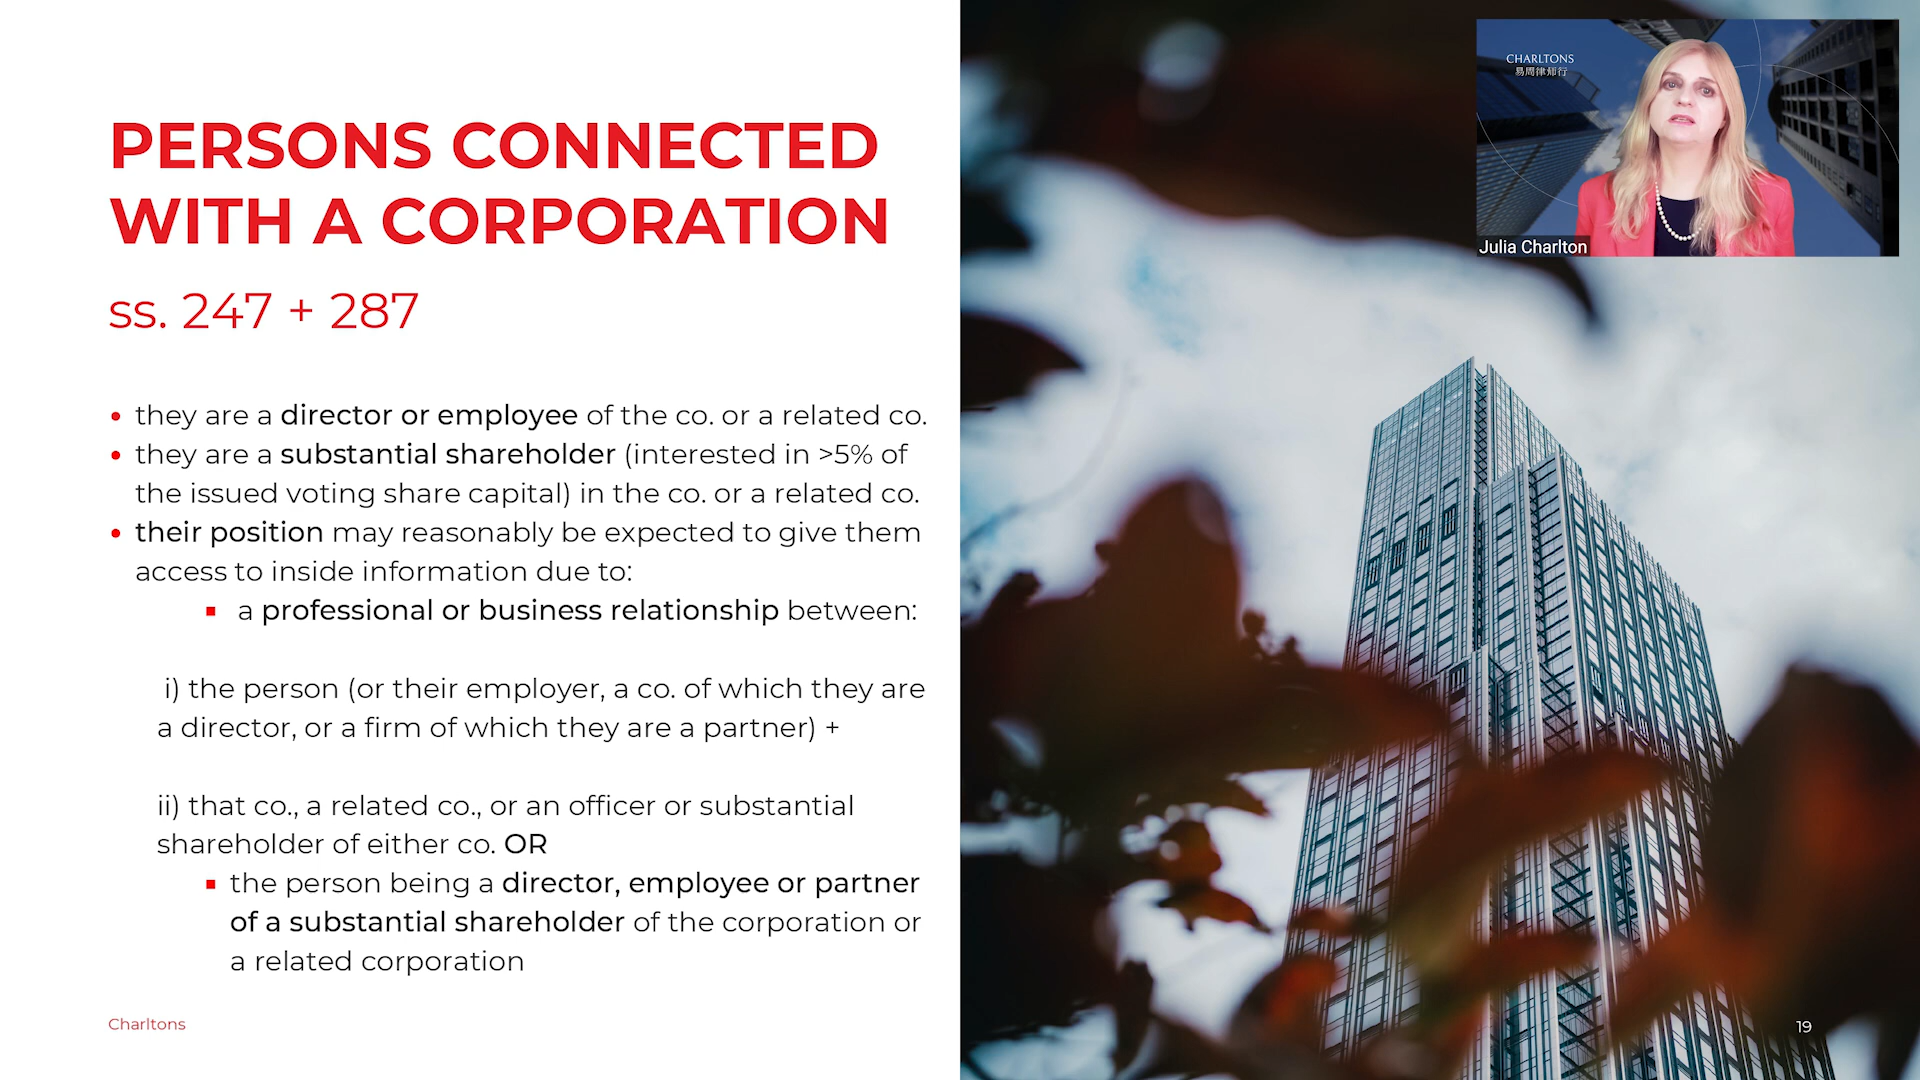 PERSONS CONNECTED
WITH A CORPORATION
ss. 247 + 287
• they are a director or employee of the co. or a related co.
• they are a substantial shareholder (interested in >5% of
the issued voting share capital) in the co. or a related co.
• their position may reasonably be expected to give them
access to inside information due to:
▪ a professional or business relationship between:
i) the person (or their employer, a co. of which they are
a director, or a firm of which they are a partner) +
ii) that co., a related co., or an officer or substantial
shareholder of either co. OR
▪ the person being a director, employee or partner
of a substantial shareholder of the corporation or
a related corporation
Charltons
CHARLTONS
易周律师行
Julia Charlton
19